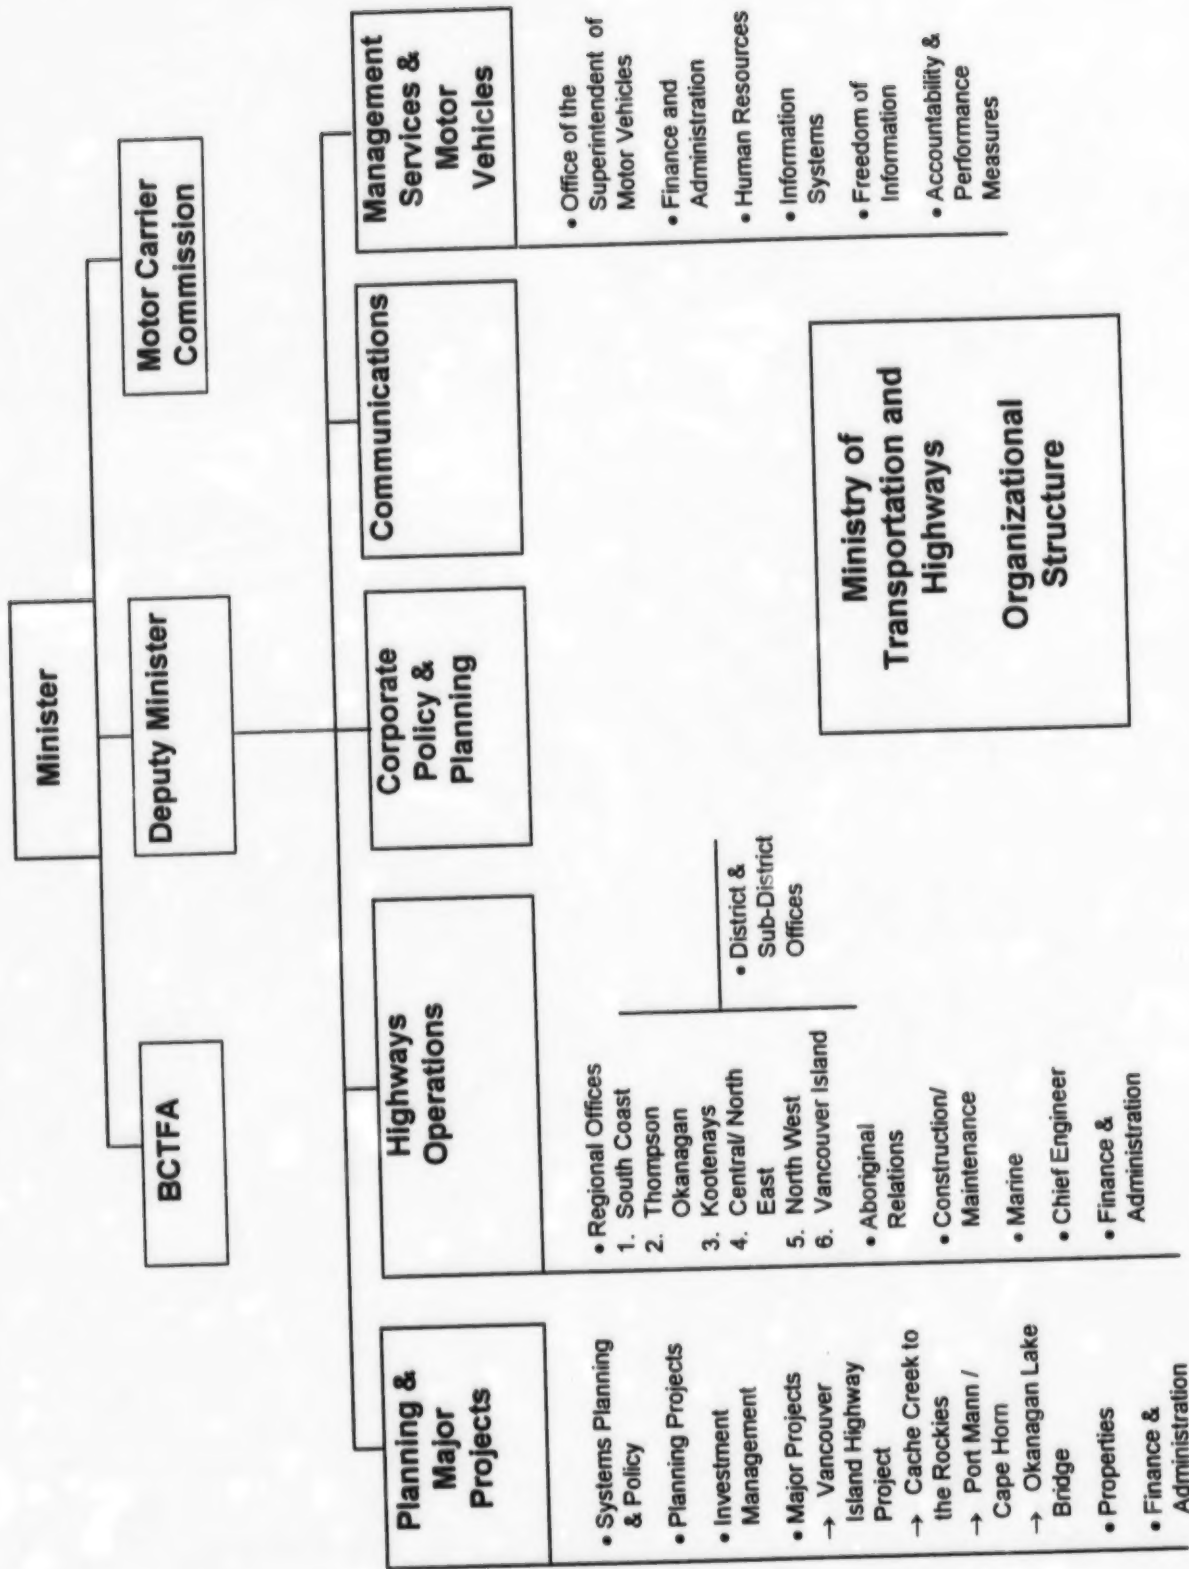 Minister
BCTFA
Deputy Minister
Motor Carrier
Commission
Planning &
Major
Projects
• Systems Planning
& Policy
• Planning Projects
• Investment
Management
• Major Projects
→ Vancouver
Island Highway
Project
→ Cache Creek to
the Rockies
→ Port Mann /
Cape Horn
→ Okanagan Lake
Bridge
• Properties
• Finance &
Administration
Highways
Operations
• Regional Offices
1. South Coast
2. Thompson
Okanagan
3. Kootenays
4. Central/ North
East
5. North West
6. Vancouver Island
• Aboriginal
Relations
• Construction/
Maintenance
• Marine
• Chief Engineer
• Finance &
Administration
• District &
Sub-District
Offices
Corporate
Policy &
Planning
Communications
Management
Services &
Motor
Vehicles
• Office of the
Superintendent of
Motor Vehicles
• Finance and
Administration
• Human Resources
• Information
Systems
• Freedom of
Information
• Accountability &
Performance
Measures
Ministry of
Transportation and
Highways
Organizational
Structure